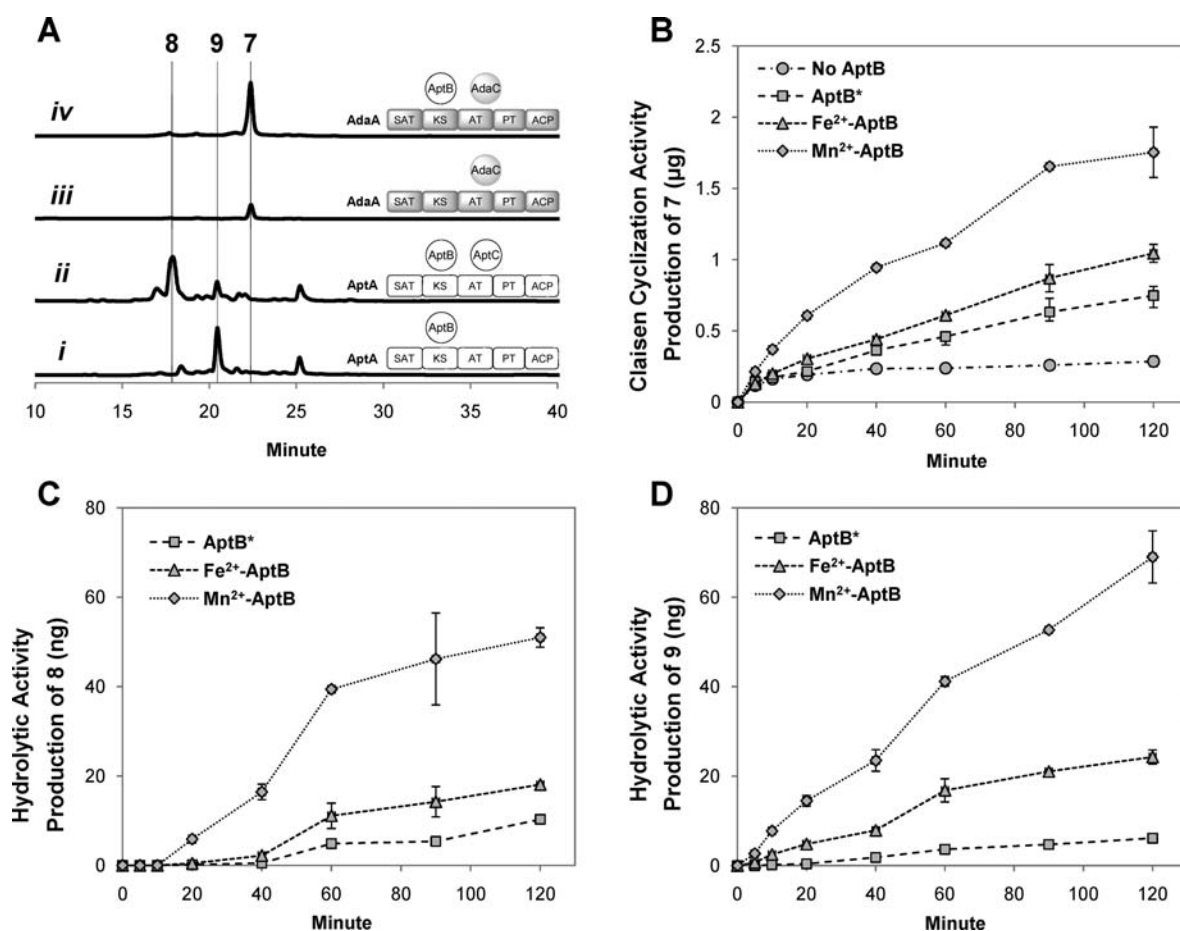 A
8 9 7
iv
AptB AdaC
AdaA SAT KS AT PT ACP
iii
AdaC
AdaA SAT KS AT PT ACP
ii
AptB AptC
AptA SAT KS AT PT ACP
i
AptB
AptA SAT KS AT PT ACP
10 15 20 25 30 35 40
Minute
B
Claisen Cyclization Activity
Production of 7 (µg)
2.5
2
1.5
1
0.5
0
No AptB
AptB*
Fe²⁺-AptB
Mn²⁺-AptB
0 20 40 60 80 100 120
Minute
C
Hydrolytic Activity
Production of 8 (ng)
80
60
40
20
0
AptB*
Fe²⁺-AptB
Mn²⁺-AptB
0 20 40 60 80 100 120
Minute
D
Hydrolytic Activity
Production of 9 (ng)
80
60
40
20
0
AptB*
Fe²⁺-AptB
Mn²⁺-AptB
0 20 40 60 80 100 120
Minute